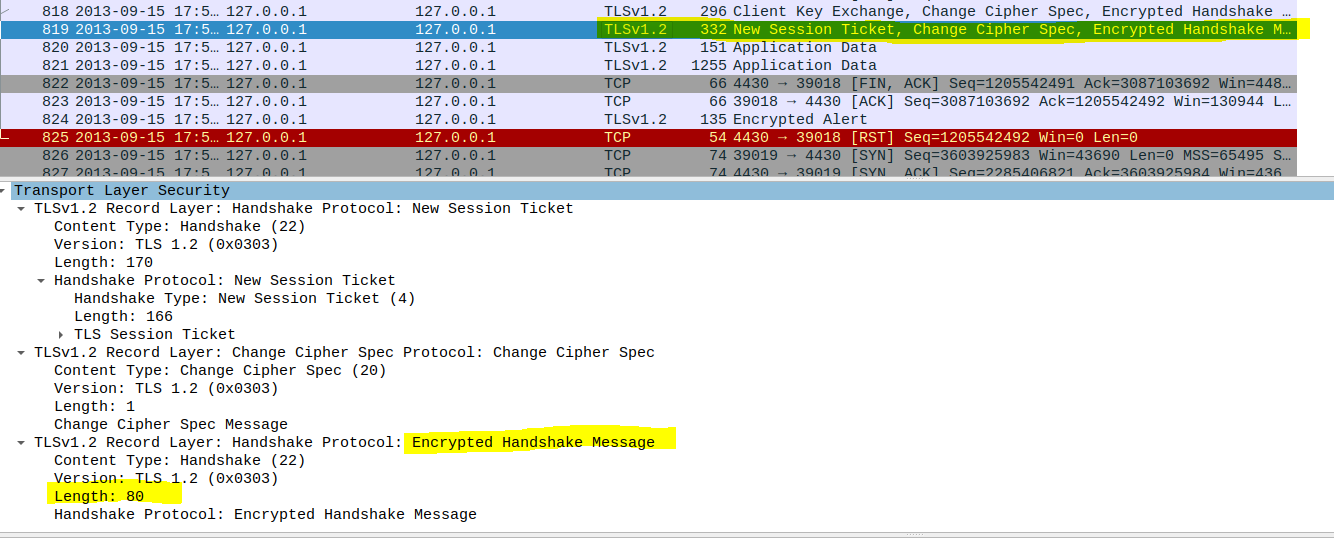 818 2013-09-15 17:5… 127.0.0.1 127.0.0.1 TLSv1.2 296 Client Key Exchange, Change Cipher Spec, Encrypted Handshake …
819 2013-09-15 17:5… 127.0.0.1 127.0.0.1 TLSv1.2 332 New Session Ticket, Change Cipher Spec, Encrypted Handshake M…
820 2013-09-15 17:5… 127.0.0.1 127.0.0.1 TLSv1.2 151 Application Data
821 2013-09-15 17:5… 127.0.0.1 127.0.0.1 TLSv1.2 1255 Application Data
822 2013-09-15 17:5… 127.0.0.1 127.0.0.1 TCP 66 4430 → 39018 [FIN, ACK] Seq=1205542491 Ack=3087103692 Win=448…
823 2013-09-15 17:5… 127.0.0.1 127.0.0.1 TCP 66 39018 → 4430 [ACK] Seq=3087103692 Ack=1205542492 Win=130944 L…
824 2013-09-15 17:5… 127.0.0.1 127.0.0.1 TLSv1.2 135 Encrypted Alert
825 2013-09-15 17:5… 127.0.0.1 127.0.0.1 TCP 54 4430 → 39018 [RST] Seq=1205542492 Win=0 Len=0
826 2013-09-15 17:5… 127.0.0.1 127.0.0.1 TCP 74 39019 → 4430 [SYN] Seq=3603925983 Win=43690 Len=0 MSS=65495 S…
827 2013-09-15 17:5… 127.0.0.1 127.0.0.1 TCP 74 4430 → 39019 [SYN, ACK] Seq=2285406821 Ack=3603925984 Win=436…
Transport Layer Security
TLSv1.2 Record Layer: Handshake Protocol: New Session Ticket
Content Type: Handshake (22)
Version: TLS 1.2 (0x0303)
Length: 170
Handshake Protocol: New Session Ticket
Handshake Type: New Session Ticket (4)
Length: 166
TLS Session Ticket
TLSv1.2 Record Layer: Change Cipher Spec Protocol: Change Cipher Spec
Content Type: Change Cipher Spec (20)
Version: TLS 1.2 (0x0303)
Length: 1
Change Cipher Spec Message
TLSv1.2 Record Layer: Handshake Protocol: Encrypted Handshake Message
Content Type: Handshake (22)
Version: TLS 1.2 (0x0303)
Length: 80
Handshake Protocol: Encrypted Handshake Message